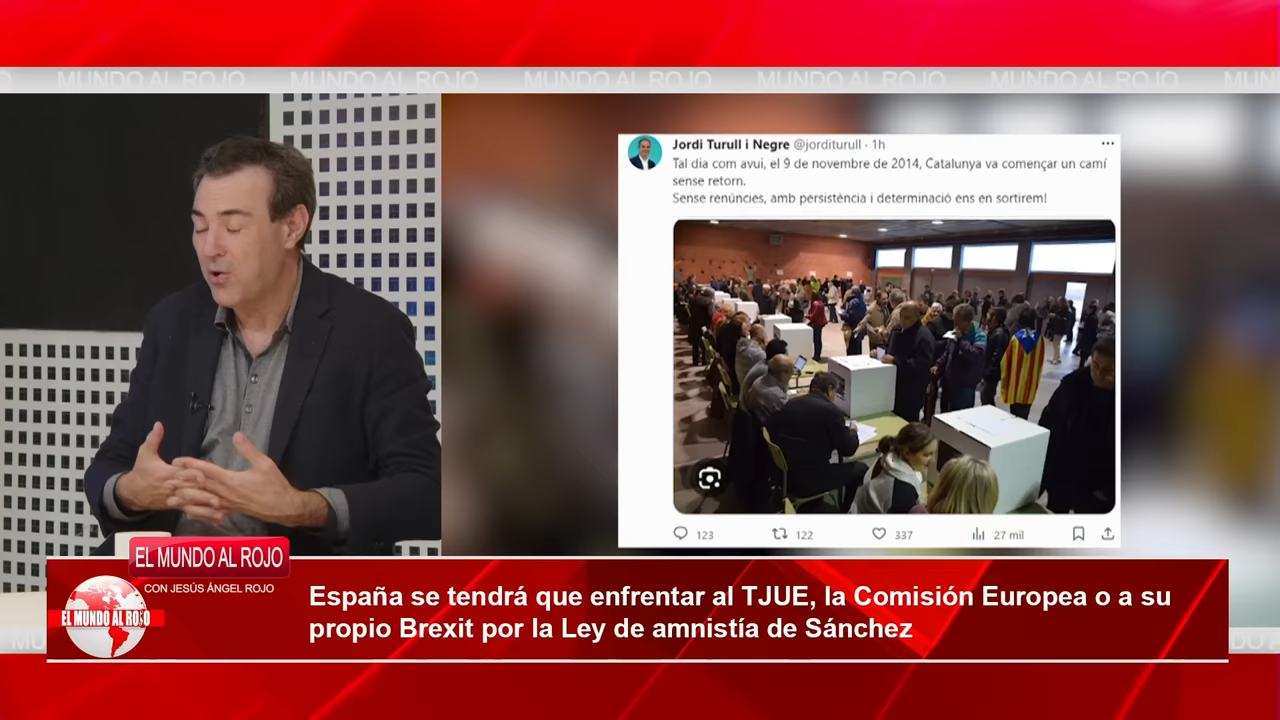 MUNDO AL ROJO MUNDO AL ROJO MUNDO AL ROJO MUNDO AL ROJO MUNDO AL ROJO
Jordi Turull i Negre @jorditurull · 1h
Tal dia com avui, el 9 de novembre de 2014, Catalunya va començar un camí
sense retorn.
Sense renúncies, amb persistència i determinació ens en sortirem!
123 122 337 27 mil
EL MUNDO AL ROJO
CON JESÚS ÁNGEL ROJO
EL MUNDO AL ROJO
España se tendrá que enfrentar al TJUE, la Comisión Europea o a su
propio Brexit por la Ley de amnistía de Sánchez